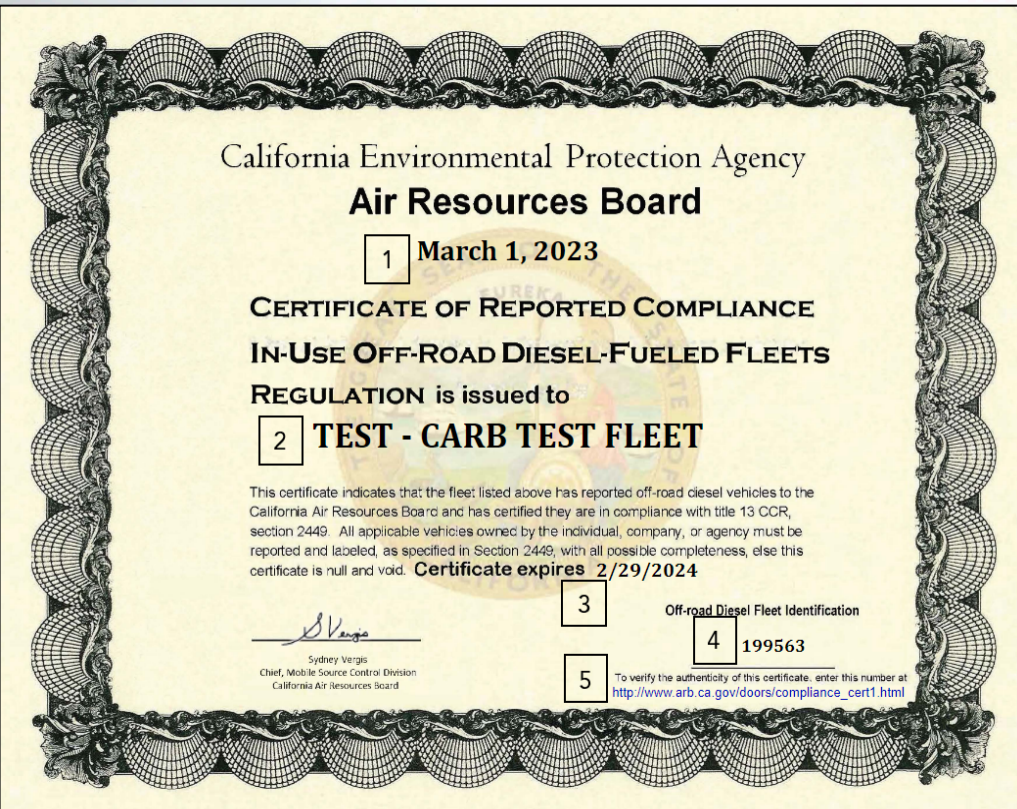 California Environmental Protection Agency
Air Resources Board
1 March 1, 2023
CERTIFICATE OF REPORTED COMPLIANCE
IN-USE OFF-ROAD DIESEL-FUELED FLEETS
REGULATION is issued to
2 TEST - CARB TEST FLEET
This certificate indicates that the fleet listed above has reported off-road diesel vehicles to the
California Air Resources Board and has certified they are in compliance with title 13 CCR,
section 2449. All applicable vehicles owned by the individual, company, or agency must be
reported and labeled, as specified in Section 2449, with all possible completeness, else this
certificate is null and void. Certificate expires 2/29/2024
3
Off-road Diesel Fleet Identification
4 199563
S Vergis
Sydney Vergis
Chief, Mobile Source Control Division
California Air Resources Board
5 To verify the authenticity of this certificate, enter this number at
http://www.arb.ca.gov/doors/compliance_cert1.html